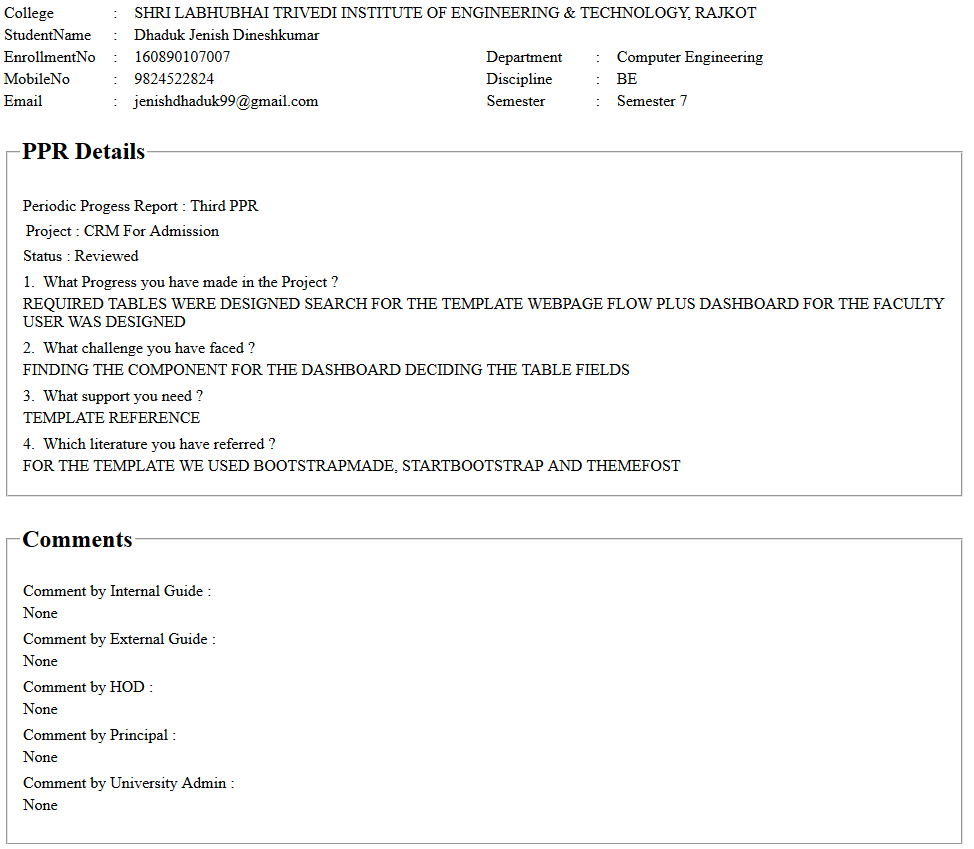 College : SHRI LABHUBHAI TRIVEDI INSTITUTE OF ENGINEERING & TECHNOLOGY, RAJKOT
StudentName : Dhaduk Jenish Dineshkumar
EnrollmentNo : 160890107007 Department : Computer Engineering
MobileNo : 9824522824 Discipline : BE
Email : jenishdhaduk99@gmail.com Semester : Semester 7
PPR Details
Periodic Progess Report : Third PPR
Project : CRM For Admission
Status : Reviewed
1. What Progress you have made in the Project ?
REQUIRED TABLES WERE DESIGNED SEARCH FOR THE TEMPLATE WEBPAGE FLOW PLUS DASHBOARD FOR THE FACULTY
USER WAS DESIGNED
2. What challenge you have faced ?
FINDING THE COMPONENT FOR THE DASHBOARD DECIDING THE TABLE FIELDS
3. What support you need ?
TEMPLATE REFERENCE
4. Which literature you have referred ?
FOR THE TEMPLATE WE USED BOOTSTRAPMADE, STARTBOOTSTRAP AND THEMEFOST
Comments
Comment by Internal Guide :
None
Comment by External Guide :
None
Comment by HOD :
None
Comment by Principal :
None
Comment by University Admin :
None